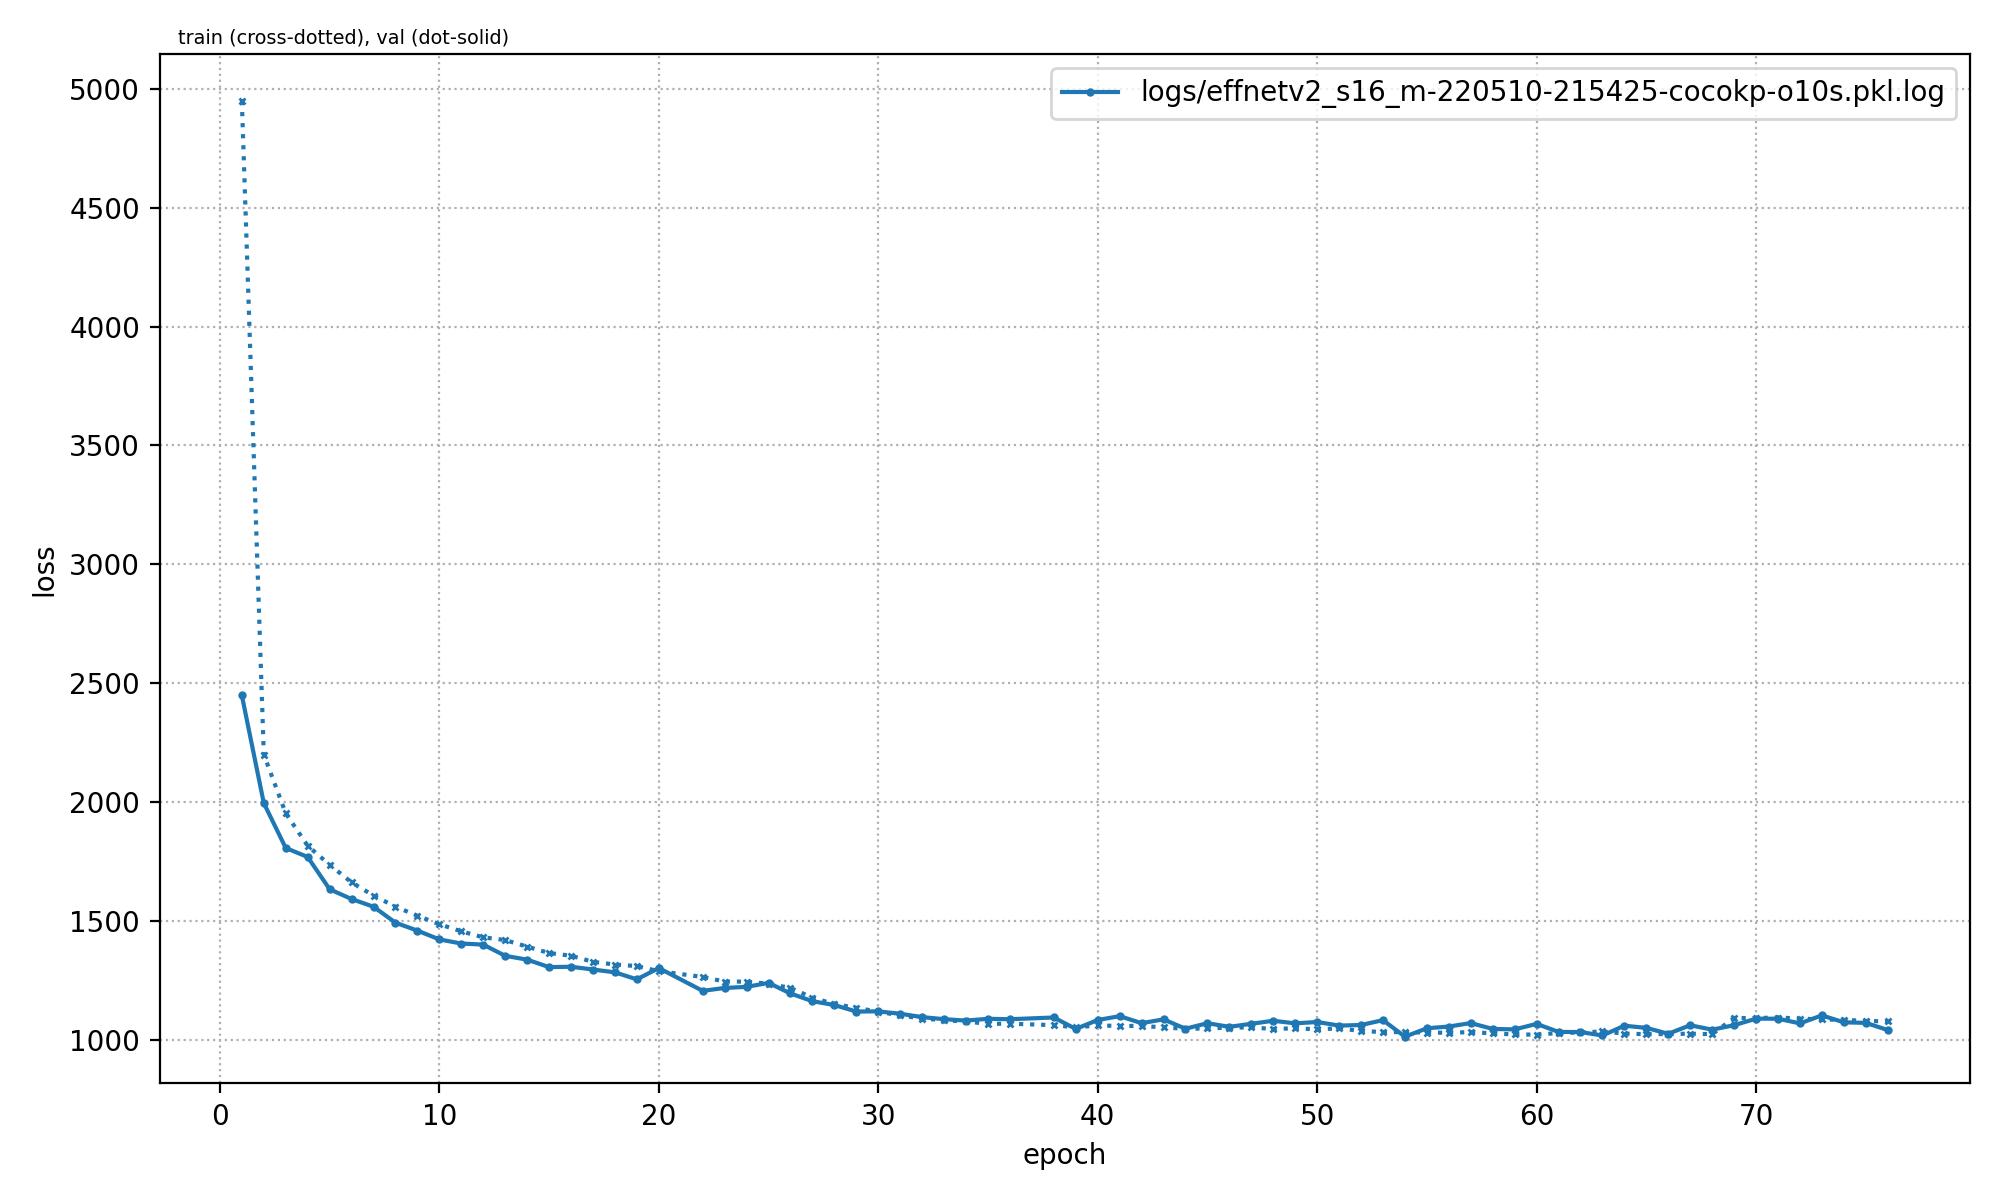 train (cross-dotted), val (dot-solid)
logs/effnetv2_s16_m-220510-215425-cocokp-o10s.pkl.log
5000
4500
4000
3500
3000
2500
2000
1500
1000
loss
0 10 20 30 40 50 60 70
epoch